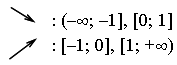 : (–∞; –1], [0; 1]
: [–1; 0], [1; +∞)